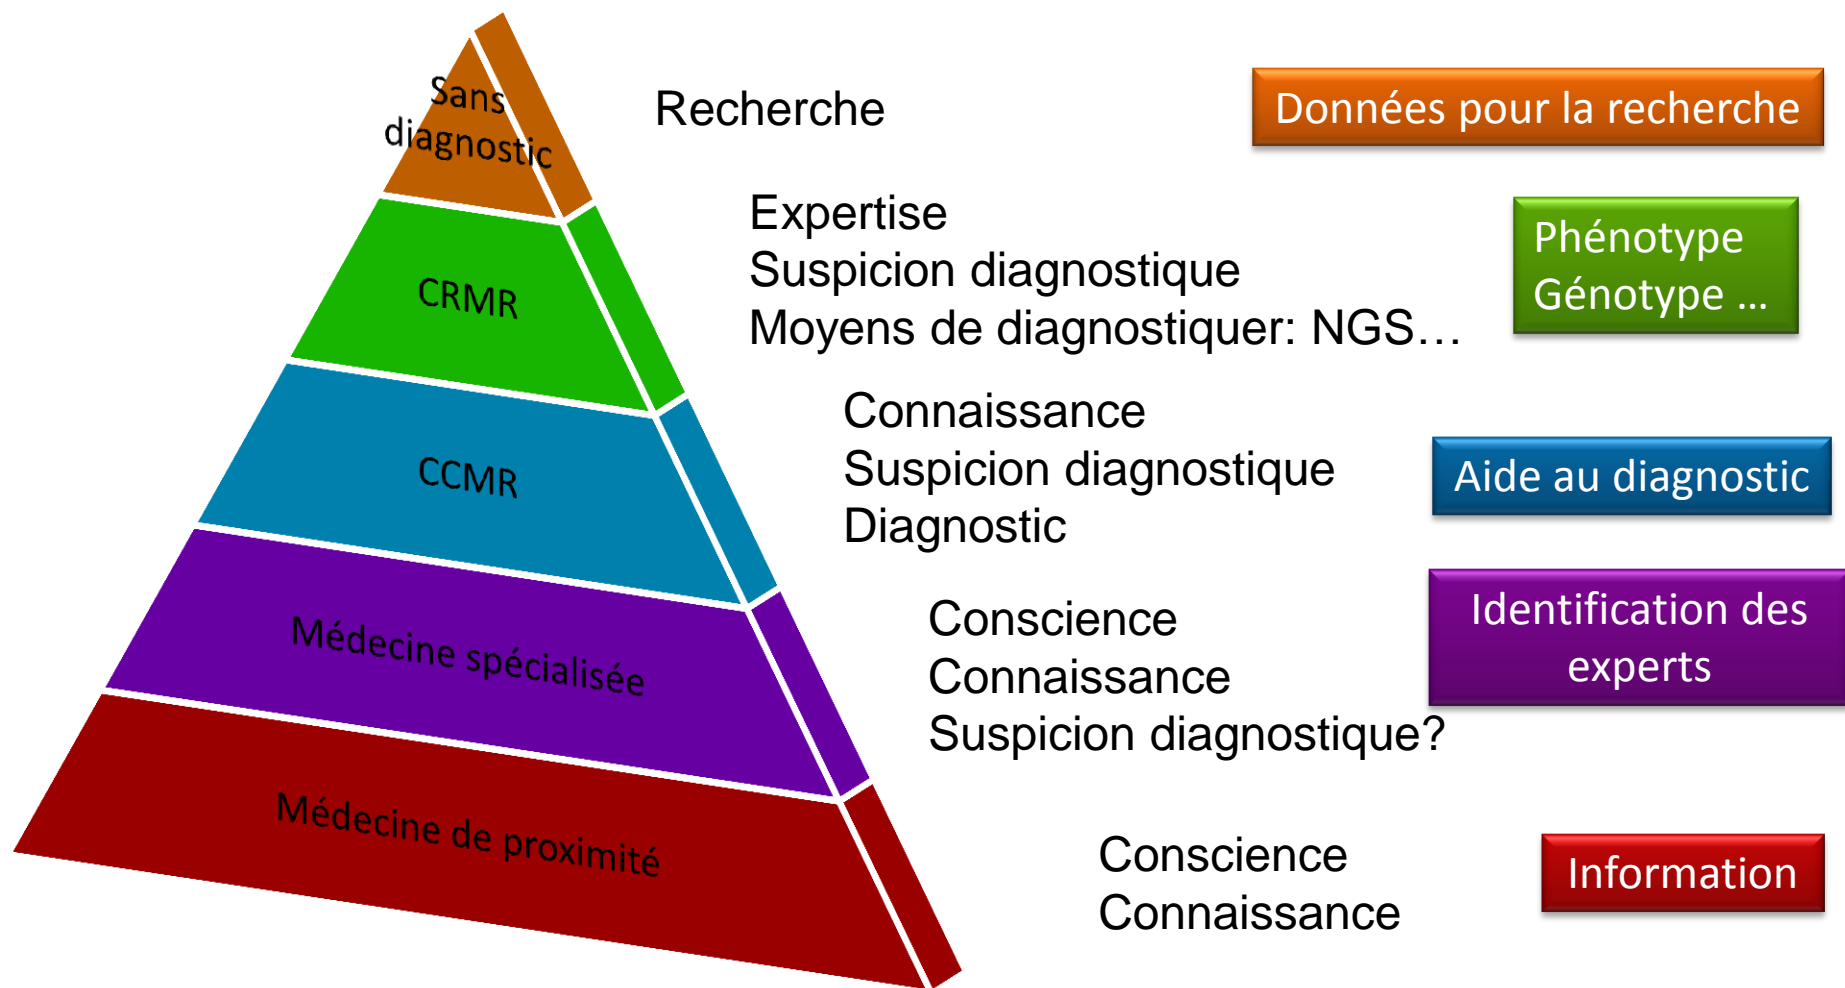 Sans
diagnostic
Recherche
Données pour la recherche
CRMR
Expertise
Suspicion diagnostique
Moyens de diagnostiquer: NGS…
Phénotype
Génotype ...
CCMR
Connaissance
Suspicion diagnostique
Diagnostic
Aide au diagnostic
Médecine spécialisée
Conscience
Connaissance
Suspicion diagnostique?
Identification des
experts
Médecine de proximité
Conscience
Connaissance
Information